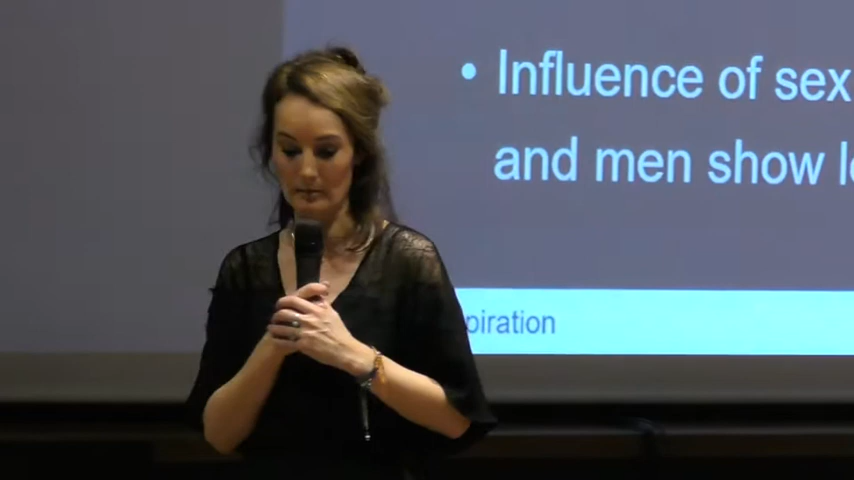 • Influence of sex
and men show
piration